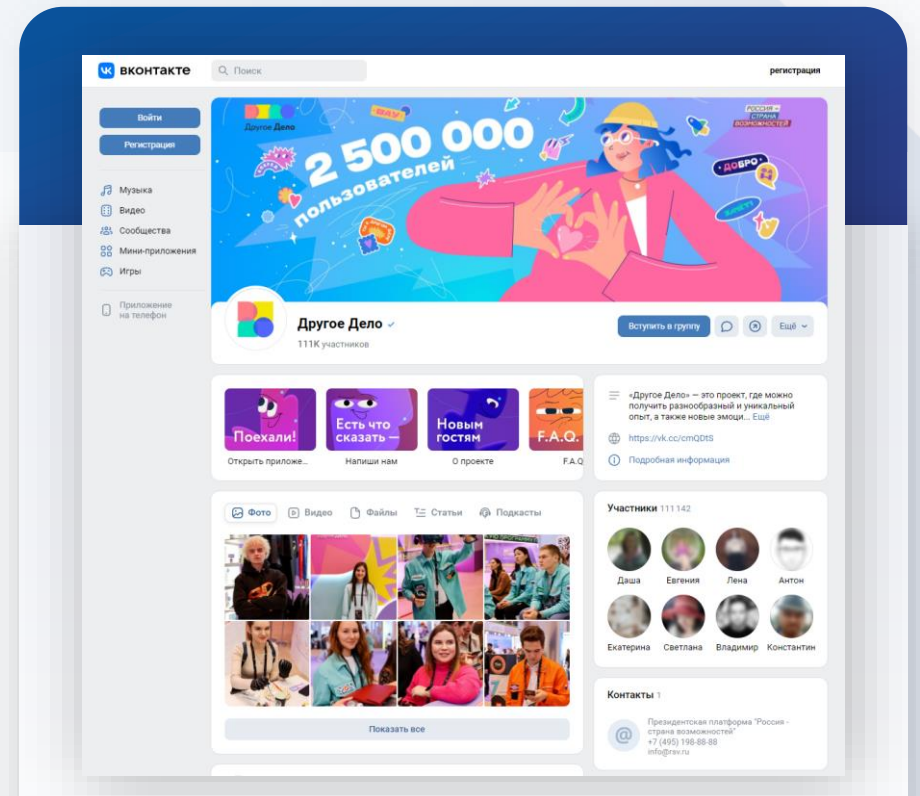 вконтакте
Поиск
регистрация
Войти
Регистрация
Музыка
Видео
Сообщества
Мини-приложения
Игры
Приложение
на телефон
Другое Дело
ВАУ
РОССИЯ –
СТРАНА
ВОЗМОЖНОСТЕЙ
2 500 000
пользователей
• ДОБРО •
Другое Дело
111K участников
Вступить в группу
Ещё
Поехали!
Есть что
сказать —
Новым
гостям
F.A.Q.
Открыть приложе...
Напиши нам
О проекте
F.A.Q
«Другое Дело» — это проект, где можно
получить разнообразный и уникальный
опыт, а также новые эмоци... Ещё
https://vk.cc/cmQDtS
Подробная информация
Фото
Видео
Файлы
Статьи
Подкасты
Показать все
Участники 111 142
Даша
Евгения
Лена
Антон
Екатерина
Светлана
Владимир
Константин
Контакты 1
Президентская платформа "Россия -
страна возможностей"
+7 (495) 198-88-88
info@rsv.ru